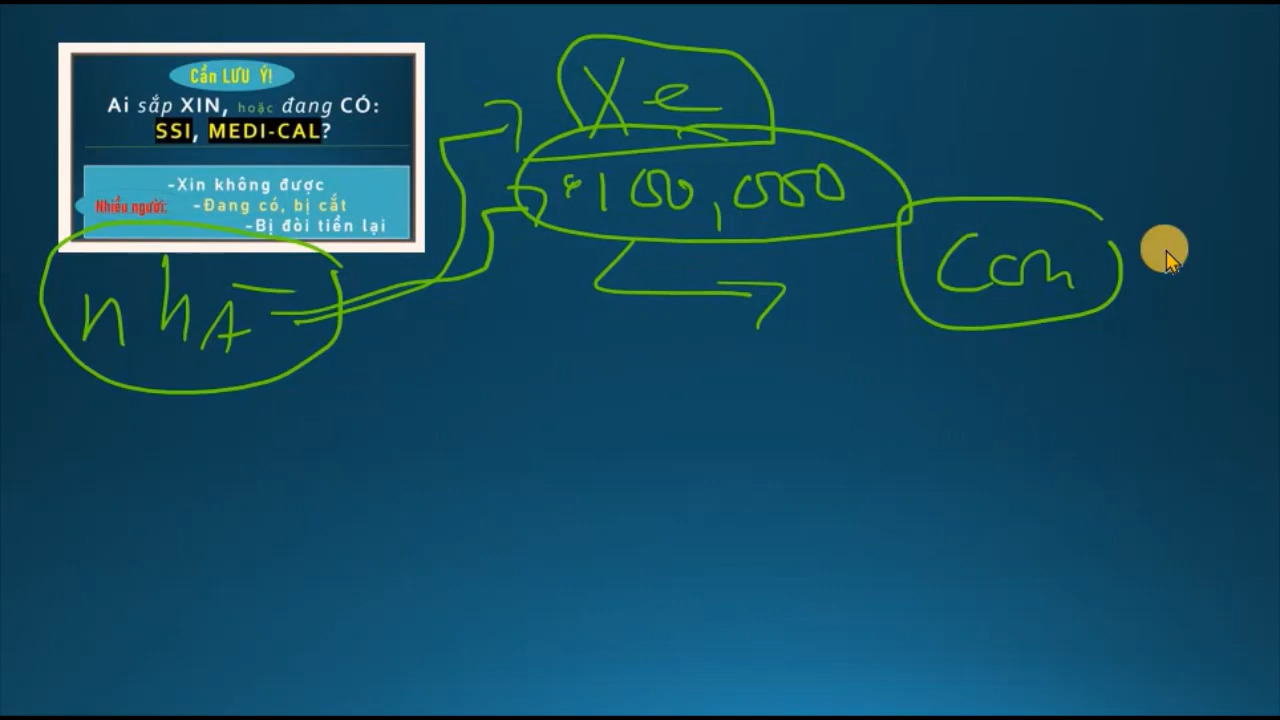 Cần LƯU Ý!
Ai sắp XIN, hoặc đang CÓ:
SSI, MEDI-CAL?
-Xin không được
Nhiều người: -Đang có, bị cắt
-Bị đòi tiền lại
Xe
$100,000
con
nhà